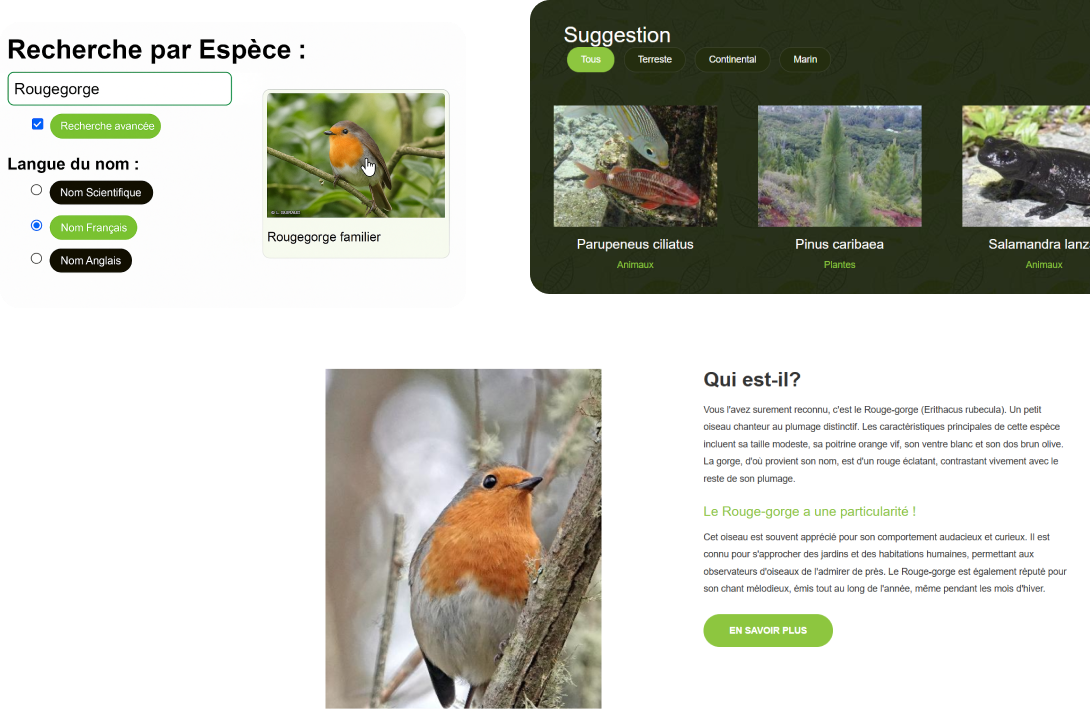 Recherche par Espèce :
Rougegorge
Recherche avancée
Langue du nom :
Nom Scientifique
Nom Français
Nom Anglais
Rougegorge familier
Suggestion
Tous
Terreste
Continental
Marin
Parupeneus ciliatus
Pinus caribaea
Salamandra lanz
Animaux
Plantes
Animaux
Qui est-il?
Vous l'avez surement reconnu, c'est le Rouge-gorge (Erithacus rubecula). Un petit
oiseau chanteur au plumage distinctif. Les caractéristiques principales de cette espèce
incluent sa taille modeste, sa poitrine orange vif, son ventre blanc et son dos brun olive.
La gorge, d'où provient son nom, est d'un rouge éclatant, contrastant vivement avec le
reste de son plumage.
Le Rouge-gorge a une particularité !
Cet oiseau est souvent apprécié pour son comportement audacieux et curieux. Il est
connu pour s'approcher des jardins et des habitations humaines, permettant aux
observateurs d'oiseaux de l'admirer de près. Le Rouge-gorge est également réputé pour
son chant mélodieux, émis tout au long de l'année, même pendant les mois d'hiver.
EN SAVOIR PLUS